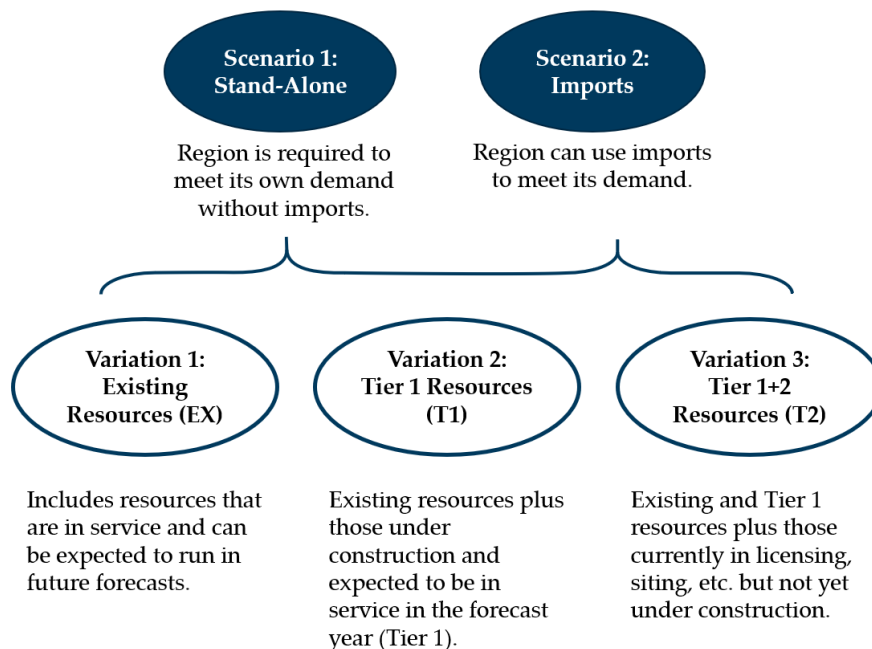 Scenario 1:
Stand-Alone
Scenario 2:
Imports
Region is required to
meet its own demand
without imports.
Region can use imports
to meet its demand.
Variation 1:
Existing
Resources (EX)
Variation 2:
Tier 1 Resources
(T1)
Variation 3:
Tier 1+2
Resources (T2)
Includes resources that
are in service and can
be expected to run in
future forecasts.
Existing resources plus
those under
construction and
expected to be in
service in the forecast
year (Tier 1).
Existing and Tier 1
resources plus those
currently in licensing,
siting, etc. but not yet
under construction.